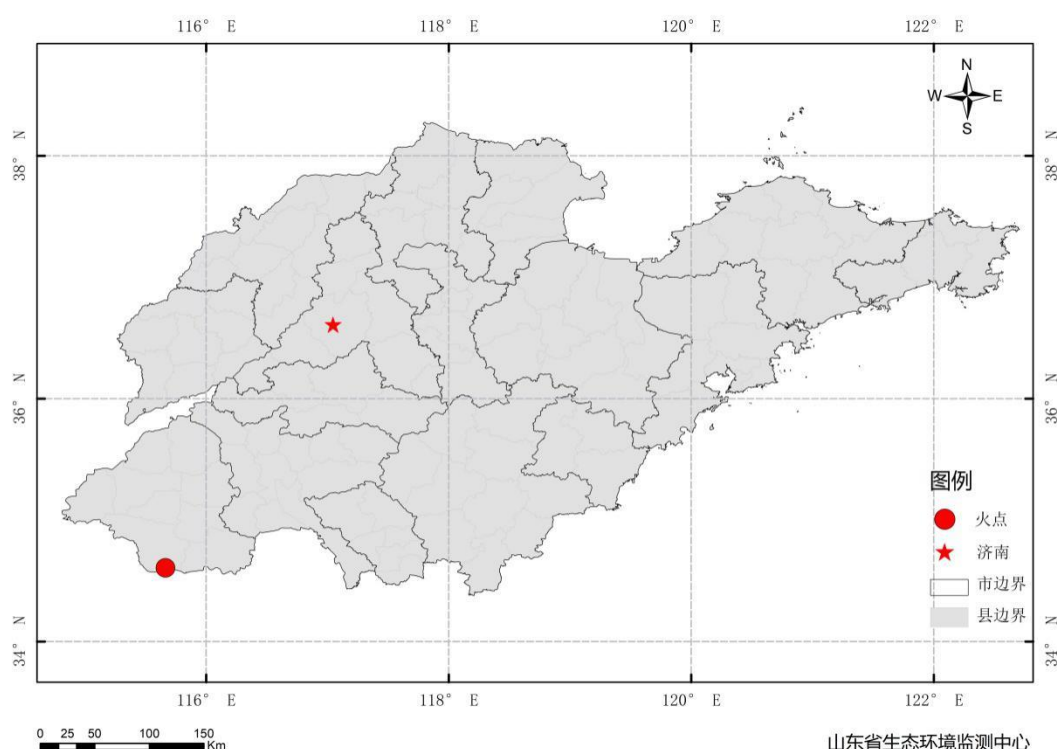 116° E 118° E 120° E 122° E
N
W E
S
38° N 38° N
36° N 36° N
图例
火点
济南
市边界
县边界
34° N 34° N
116° E 118° E 120° E 122° E
0 25 50 100 150
Km
山东省生态环境监测中心